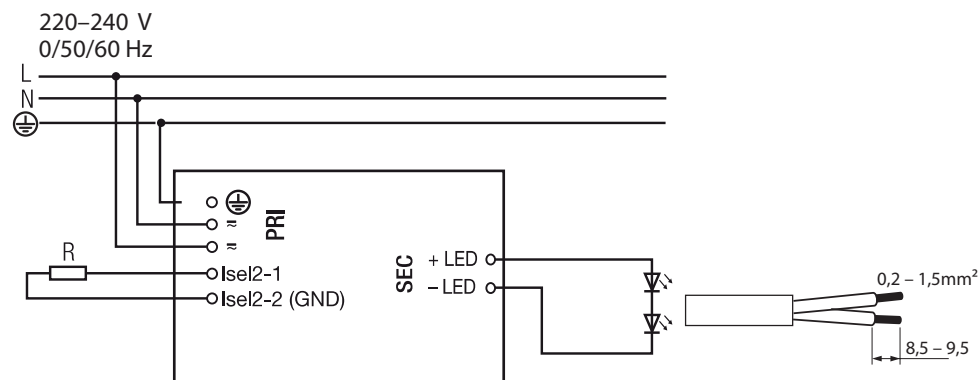 220–240 V
0/50/60 Hz
L
N
PRI
≂
≂
R
Isel2-1
Isel2-2 (GND)
SEC
+ LED
– LED
0,2 – 1,5mm²
8,5 – 9,5